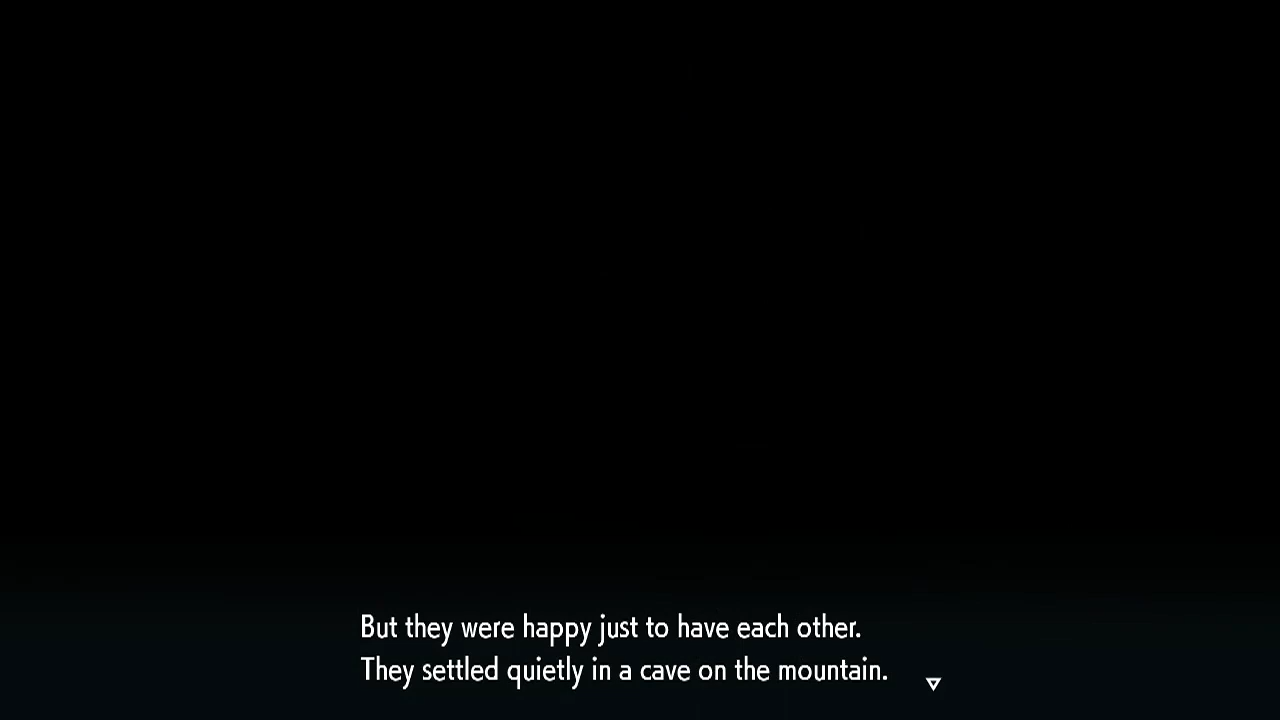 But they were happy just to have each other.
They settled quietly in a cave on the mountain.